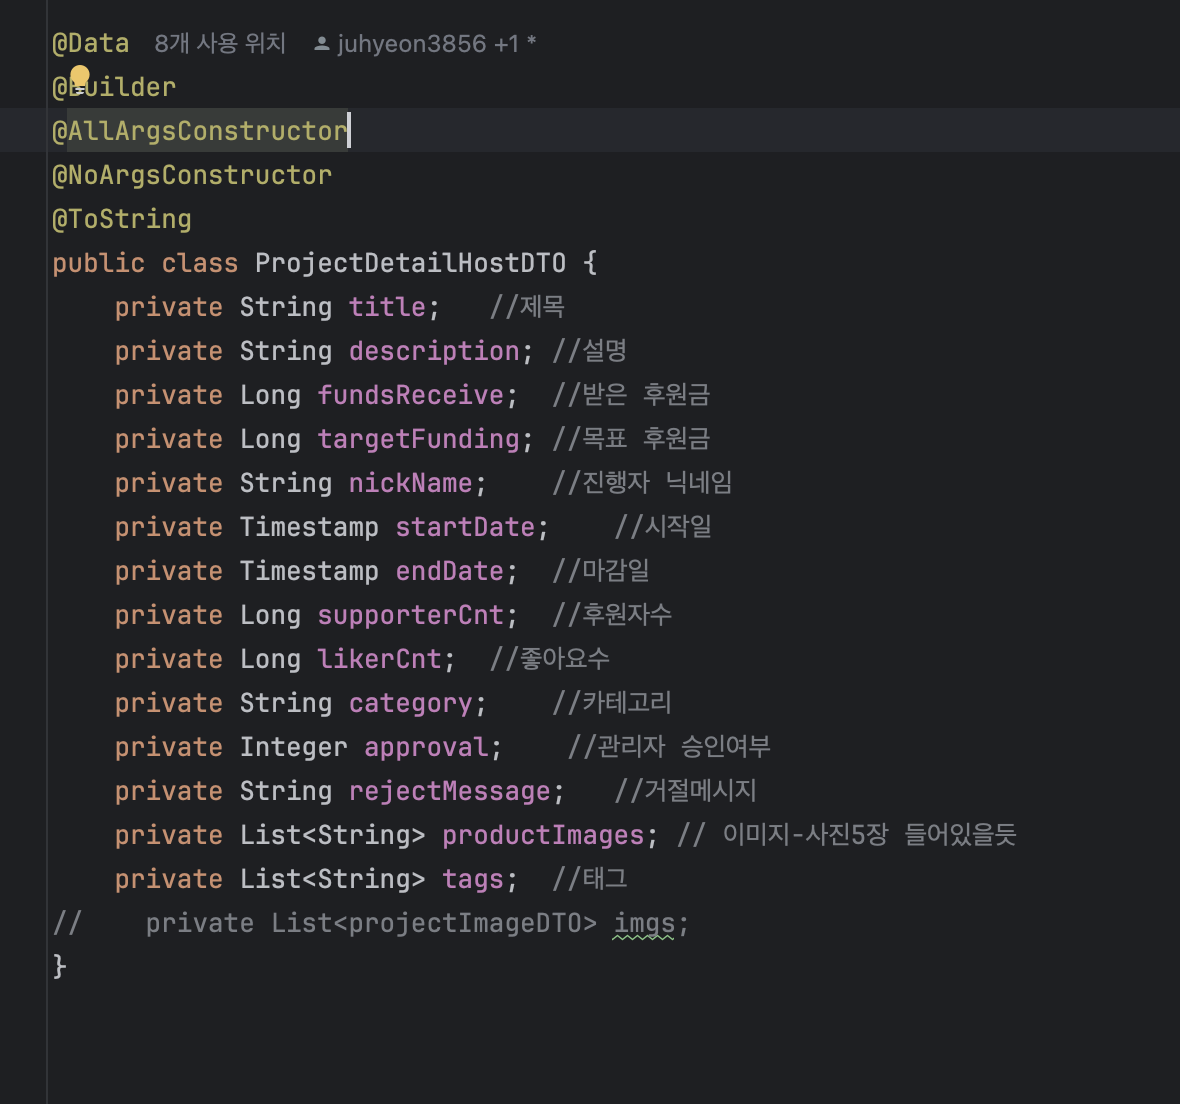 @Data 8개 사용 위치 juhyeon3856 +1 *
@Builder
@AllArgsConstructor
@NoArgsConstructor
@ToString
public class ProjectDetailHostDTO {
    private String title;   //제목
    private String description; //설명
    private Long fundsReceive;  //받은 후원금
    private Long targetFunding; //목표 후원금
    private String nickName;    //진행자 닉네임
    private Timestamp startDate;    //시작일
    private Timestamp endDate;  //마감일
    private Long supporterCnt;  //후원자수
    private Long likerCnt;  //좋아요수
    private String category;    //카테고리
    private Integer approval;    //관리자 승인여부
    private String rejectMessage;   //거절메시지
    private List<String> productImages; // 이미지-사진5장 들어있을듯
    private List<String> tags;  //태그
//    private List<projectImageDTO> imgs;
}